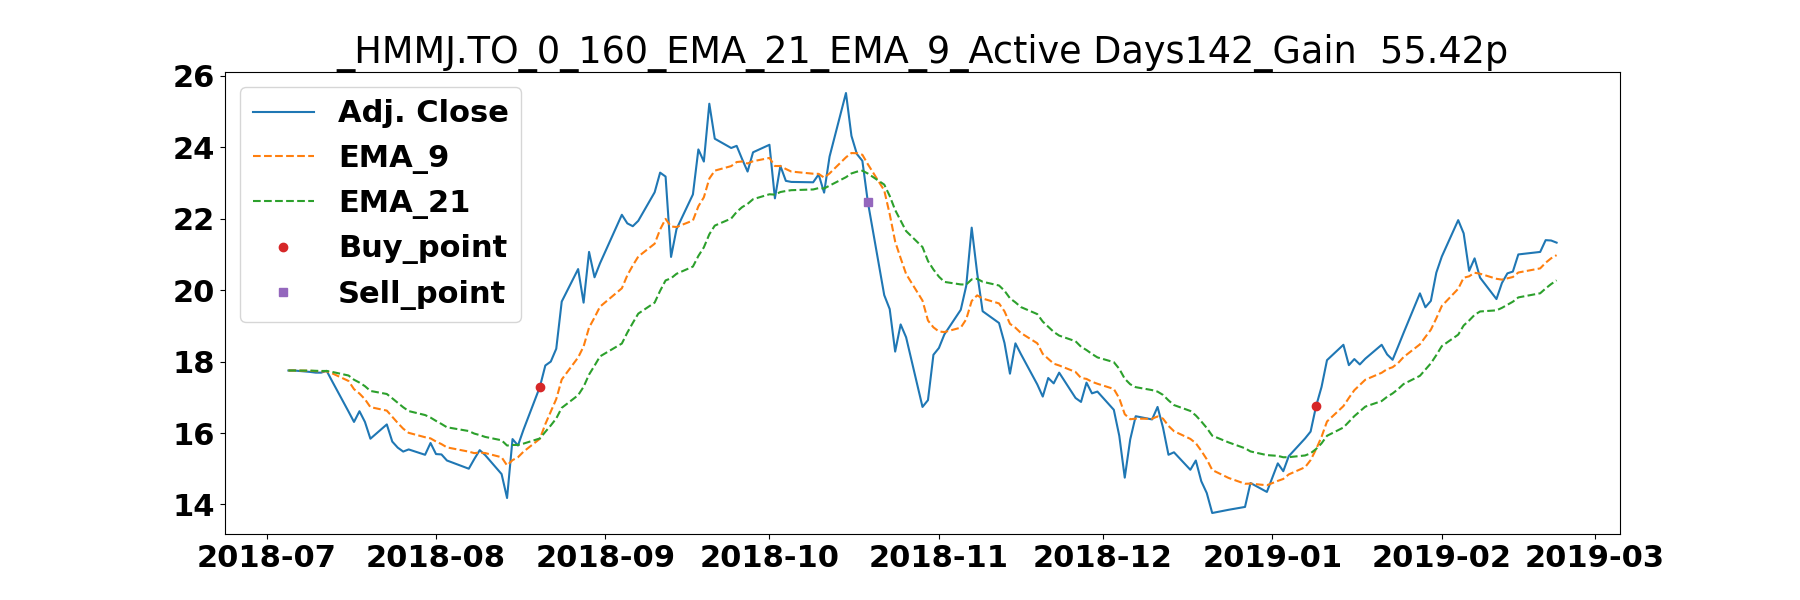 _HMMJ.TO_0_160_EMA_21_EMA_9_Active Days142_Gain  55.42p
26
24
22
20
18
16
14
Adj. Close
EMA_9
EMA_21
Buy_point
Sell_point
2018-07 2018-08 2018-09 2018-10 2018-11 2018-12 2019-01 2019-02 2019-03